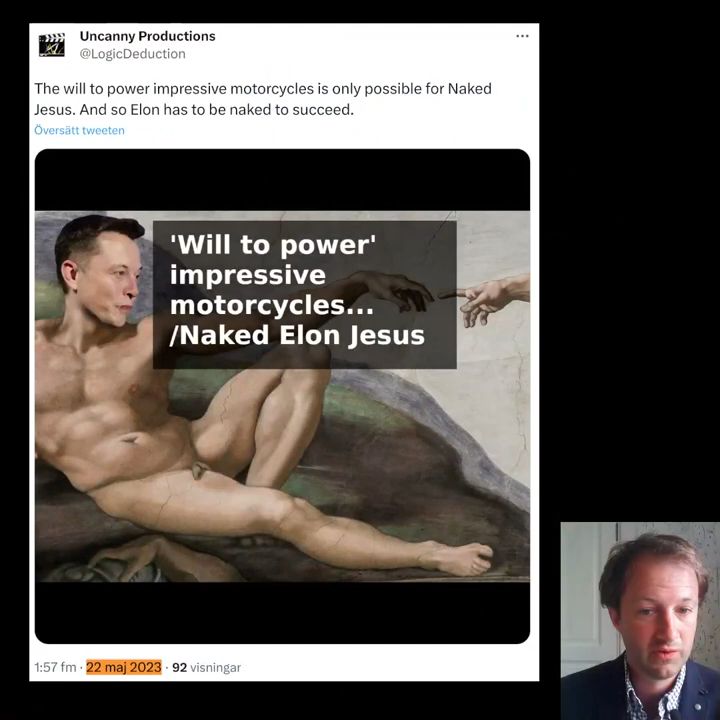 Uncanny Productions
@LogicDeduction
The will to power impressive motorcycles is only possible for Naked
Jesus. And so Elon has to be naked to succeed.
Översätt tweeten
'Will to power'
impressive
motorcycles...
/Naked Elon Jesus
1:57 fm · 22 maj 2023 · 92 visningar